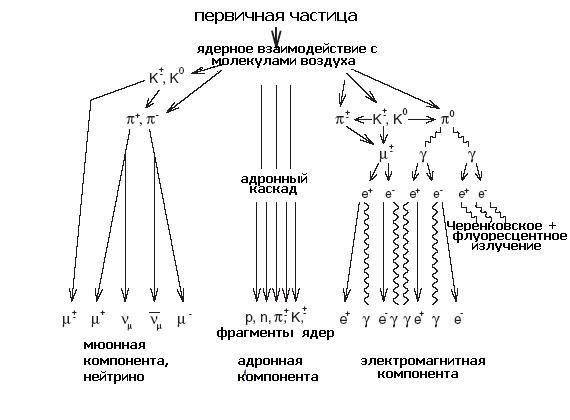 первичная частица
ядерное взаимодействие с
молекулами воздуха
K±, K0
π+, π-
π± K±, K0 π0
μ± γ γ
адронный
каскад
e+ e- e+ e- e+ e-
Черенковское +
флуоресцентное
излучение
μ± μ+ νμ ν̅μ μ-
p, n, π±, K±,
фрагменты ядер
e+ γ e- γ γ e+ γ e-
мюонная
компонента,
нейтрино
адронная
компонента
электромагнитная
компонента